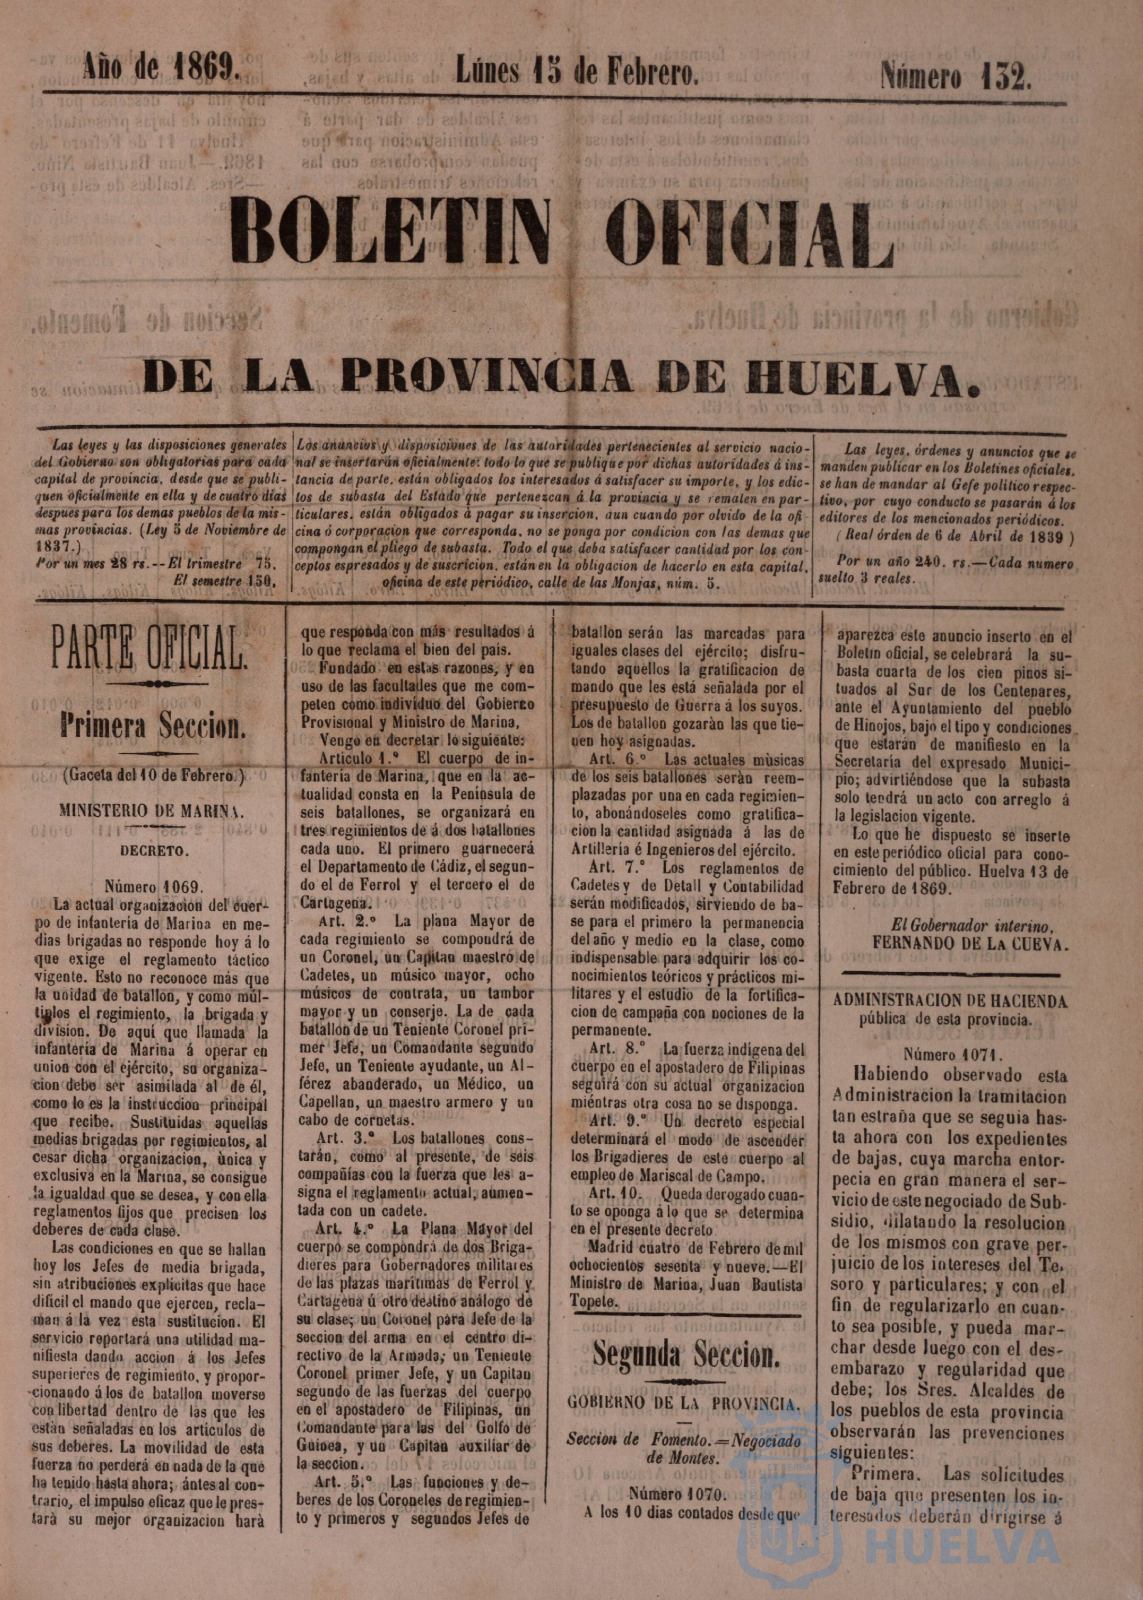 Año de 1869.
Lúnes 15 de Febrero.
Número 132.
BOLETIN OFICIAL
DE LA PROVINCIA DE HUELVA.
Las leyes y las disposiciones generales
del Gobierno son obligatorias para cada
capital de provincia, desde que se publi-
quen oficialmente en ella y de cuatro dias
despues para los demas pueblos de la mis-
mas provincias. (Ley 5 de Noviembre de
1837.)
Por un mes 28 rs.--El trimestre 75.
El semestre 150,
Los anuncios y disposiciones de las autoridades pertenecientes al servicio nacio-
nal se insertarán oficialmente: todo lo que se publique por dichas autoridades á ins-
tancia de parte, están obligados los interesados á satisfacer su importe, y los edic-
tos de subasta del Estado que pertenezcan á la provincia y se remalen en par-
ticulares, están obligados á pagar su insercion, aun cuando por olvido de la ofi-
cina ó corporacion que corresponda, no se ponga por condicion con las demas que
compongan el pliego de subasta. Todo el que deba satisfacer cantidad por los con-
ceptos espresados y de suscricion, están en la obligacion de hacerlo en esta capital,
oficina de este periódico, calle de las Monjas, núm. 5.
Las leyes, órdenes y anuncios que se
manden publicar en los Boletines oficiales,
se han de mandar al Gefe politico respec-
tivo, por cuyo conducto se pasarán á los
editores de los mencionados periódicos.
(Real órden de 6 de Abril de 1839)
Por un año 240. rs.—Cada numero
suelto 3 reales.
PARTE OFICIAL.
Primera Seccion.
(Gaceta del 10 de Febrero.)
MINISTERIO DE MARINA.
DECRETO.
Número 1069.
La actual organizacion del cuer-
po de infanteria de Marina en me-
dias brigadas no responde hoy á lo
que exige el reglamento táctico
vigente. Esto no reconoce más que
la unidad de batallon, y como múl-
tiplos el regimiento, la brigada y
division. De aquí que llamada la
infanteria de Marina á operar en
union con el ejército, su organiza-
cion debe ser asimilada al de él,
como lo es la instruccion principal
que recibe. Sustituidas aquellas
medias brigadas por regimientos, al
cesar dicha organizacion, ùnica y
exclusiva en la Marina, se consigue
la igualdad que se desea, y con ella
reglamentos fijos que precisen los
deberes de cada clase.
Las condiciones en que se hallan
hoy los Jefes de media brigada,
sin atribuciones explicitas que hace
dificil el mando que ejercen, recla-
man á la vez esta sustitucion. El
servicio reportará una utilidad ma-
nifiesta dando accion á los Jefes
superieres de regimiento, y propor-
cionando á los de batallon moverse
con libertad dentro de las que les
están señaladas en los articulos de
sus deberes. La movilidad de esta
fuerza no perderá en nada de la que
ha tenido hasta ahora; ántes al con-
trario, el impulso eficaz que le pres-
tará su mejor organizacion hará
que responda con más resultados á
lo que reclama el bien del país.
Fundado en estas razones, y en
uso de las facultades que me com-
peten como individuo del Gobierto
Provisional y Ministro de Marina,
Vengo en decretar lo siguiente:
Articulo 1.º El cuerpo de in-
fanteria de Marina, que en la ac-
tualidad consta en la Península de
seis batallones, se organizará en
tres regimientos de á dos batallones
cada uno. El primero guarnecerá
el Departamento de Cádiz, el segun-
do el de Ferrol y el tercero el de
Cartagena.
Art. 2.º La plana Mayor de
cada regimiento se compondrá de
un Coronel, un Capitan maestro de
Cadetes, un músico mayor, ocho
músicos de contrata, un tambor
mayor y un conserje. La de cada
batallon de un Teniente Coronel pri-
mer Jefe, un Comandante segundo
Jefe, un Teniente ayudante, un Al-
férez abanderado, un Médico, un
Capellan, un maestro armero y un
cabo de cornetas.
Art. 3.º Los batallones cons-
tarán, como al presente, de seis
compañías con la fuerza que les a-
signa el reglamento actual, aumen-
tada con un cadete.
Art. 4.º La Plana Mayor del
cuerpo se compondrá de dos Briga-
dieres para Gobernadores militares
de las plazas maritimas de Ferrol y
Cartagena ú otro destino análogo de
su clase; un Coronel para Jefe de la
seccion del arma en el centro di-
rectivo de la Armada; un Teniente
Coronel primer Jefe, y un Capitan
segundo de las fuerzas del cuerpo
en el apostadero de Filipinas, un
Comandante para las del Golfo de
Guinea, y un Capitan auxiliar de
la seccion.
Art. 5.º Las funciones y de-
beres de los Coroneles de regimien-
to y primeros y segundos Jefes de
batallon serán las marcadas para
iguales clases del ejército; disfru-
tando aquellos la gratificacion de
mando que les está señalada por el
presupuesto de Guerra á los suyos.
Los de batallon gozarán las que tie-
nen hoy asignadas.
Art. 6.º Las actuales mùsicas
de los seis batallones serán reem-
plazadas por una en cada regimien-
to, abonándoseles como gratifica-
cion la cantidad asignada á las de
Artillería é Ingenieros del ejército.
Art. 7.º Los reglamentos de
Cadetes y de Detall y Contabilidad
serán modificados, sirviendo de ba-
se para el primero la permanencia
del año y medio en la clase, como
indispensable para adquirir los co-
nocimientos teóricos y prácticos mi-
litares y el estudio de la fortifica-
cion de campaña con nociones de la
permanente.
Art. 8.º La fuerza indigena del
cuerpo en el apostadero de Filipinas
seguirá con su actual organizacion
miéntras otra cosa no se disponga.
Art. 9.º Un decreto especial
determinará el modo de ascender
los Brigadieres de este cuerpo al
empleo de Mariscal de Campo.
Art. 10. Queda derogado cuan-
to se oponga á lo que se determina
en el presente decreto.
Madrid cuatro de Febrero de mil
ochocientos sesenta y nueve.—El
Ministro de Marina, Juan Bautista
Topete.
Segunda Seccion.
GOBIERNO DE LA PROVINCIA.
Seccion de Fomento.=Negociado
de Montes.
Número 1070.
A los 10 dias contados desde que
aparezca este anuncio inserto en el
Boletin oficial, se celebrará la su-
basta cuarta de los cien pinos si-
tuados al Sur de los Centenares,
ante el Ayuntamiento del pueblo
de Hinojos, bajo el tipo y condiciones
que estarán de manifiesto en la
Secretaría del expresado Munici-
pio; advirtiéndose que la subasta
solo tendrá un acto con arreglo á
la legislacion vigente.
Lo que he dispuesto se inserte
en este periódico oficial para cono-
cimiento del público. Huelva 13 de
Febrero de 1869.
El Gobernador interino,
FERNANDO DE LA CUEVA.
ADMINISTRACION DE HACIENDA
pública de esta provincia.
Número 1071.
Habiendo observado esta
Administracion la tramitacion
tan estraña que se seguia has-
ta ahora con los expedientes
de bajas, cuya marcha entor-
pecia en gran manera el ser-
vicio de este negociado de Sub-
sidio, dilatando la resolucion
de los mismos con grave per-
juicio de los intereses del Te-
soro y particulares; y con el
fin de regularizarlo en cuan-
to sea posible, y pueda mar-
char desde luego con el des-
embarazo y regularidad que
debe; los Sres. Alcaldes de
los pueblos de esta provincia
observarán las prevenciones
siguientes:
Primera. Las solicitudes
de baja que presenten los in-
teresados deberán dirigirse á
HUELVA